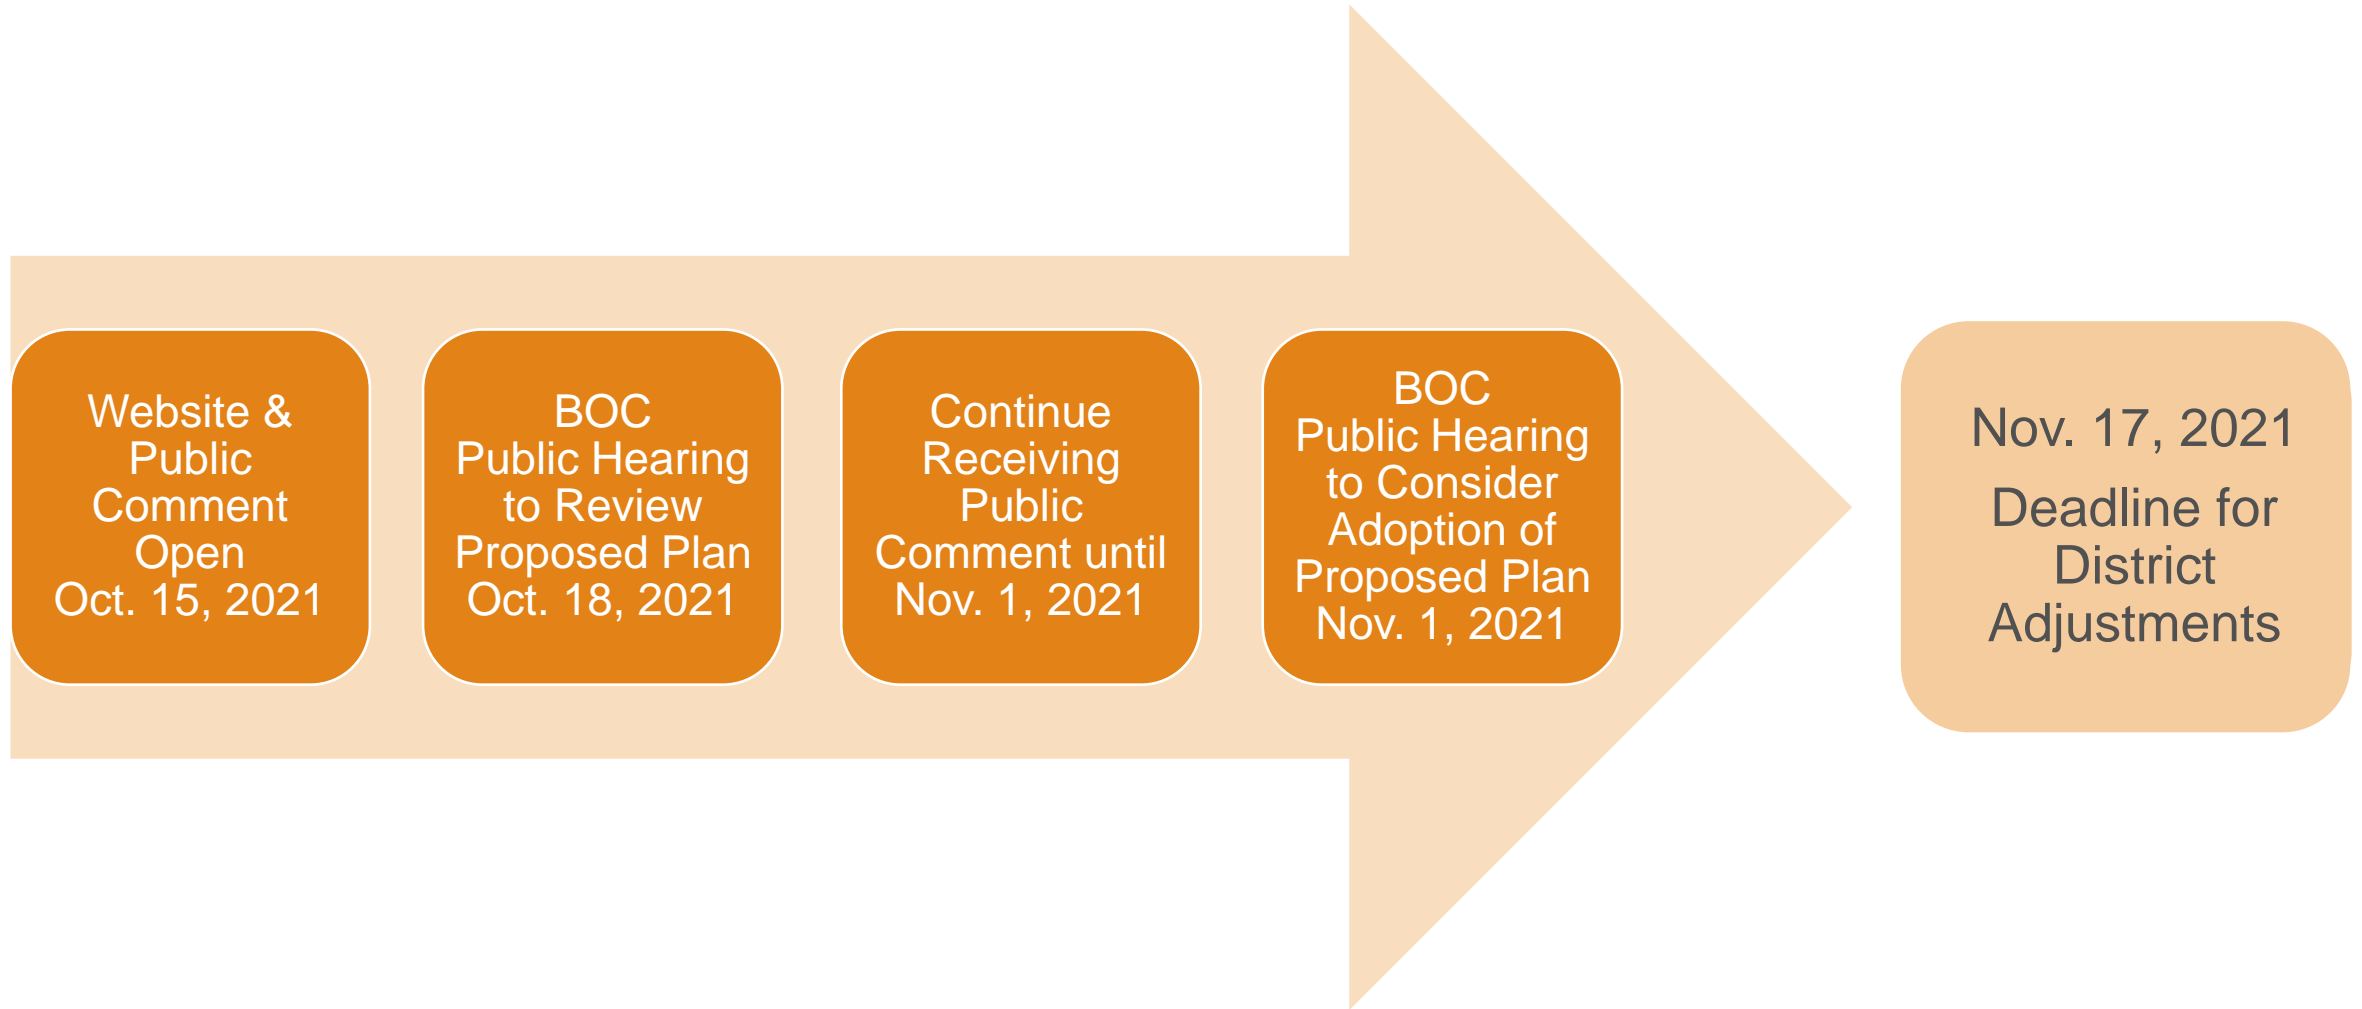 Website &
Public
Comment
Open
Oct. 15, 2021
BOC
Public Hearing
to Review
Proposed Plan
Oct. 18, 2021
Continue
Receiving
Public
Comment until
Nov. 1, 2021
BOC
Public Hearing
to Consider
Adoption of
Proposed Plan
Nov. 1, 2021
Nov. 17, 2021
Deadline for
District
Adjustments